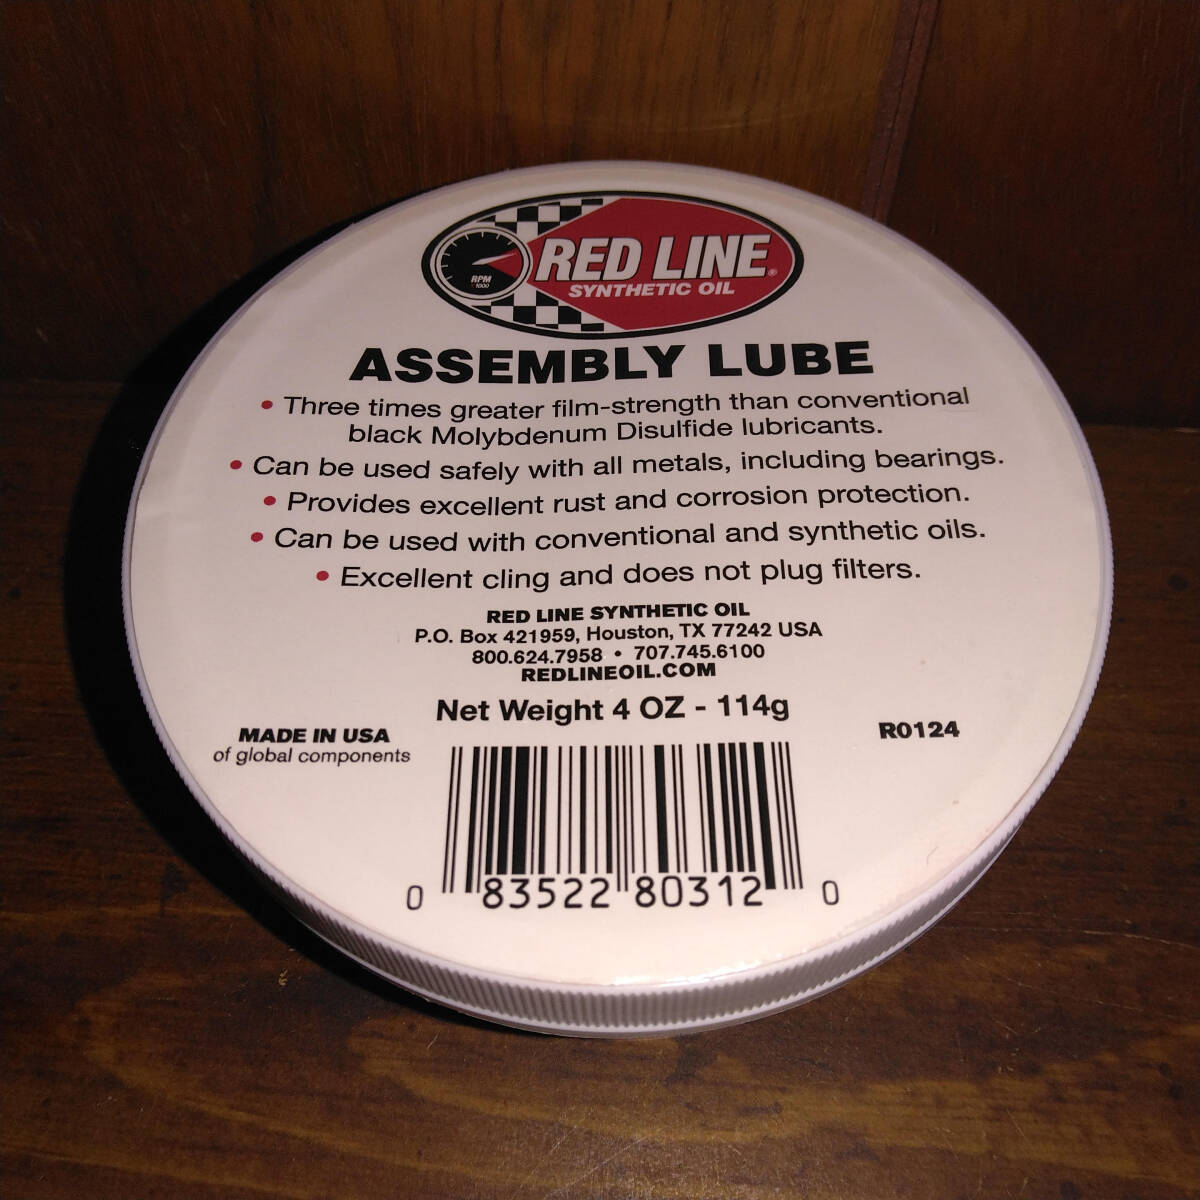 RED LINE®
SYNTHETIC OIL
RPM
x1000
ASSEMBLY LUBE
• Three times greater film-strength than conventional
black Molybdenum Disulfide lubricants.
• Can be used safely with all metals, including bearings.
• Provides excellent rust and corrosion protection.
• Can be used with conventional and synthetic oils.
• Excellent cling and does not plug filters.
RED LINE SYNTHETIC OIL
P.O. Box 421959, Houston, TX 77242 USA
800.624.7958 • 707.745.6100
REDLINEOIL.COM
Net Weight 4 OZ - 114g
MADE IN USA
of global components
R0124
0 83522 80312 0